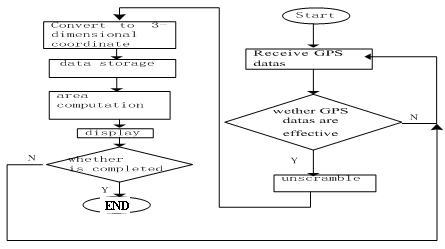 Start
Receive GPS
datas
wether GPS
datas are
effective
N
Y
unscramble
Convert to 3-
dimensional
coordinate
data storage
area
computation
display
whether
is completed
N
Y
END